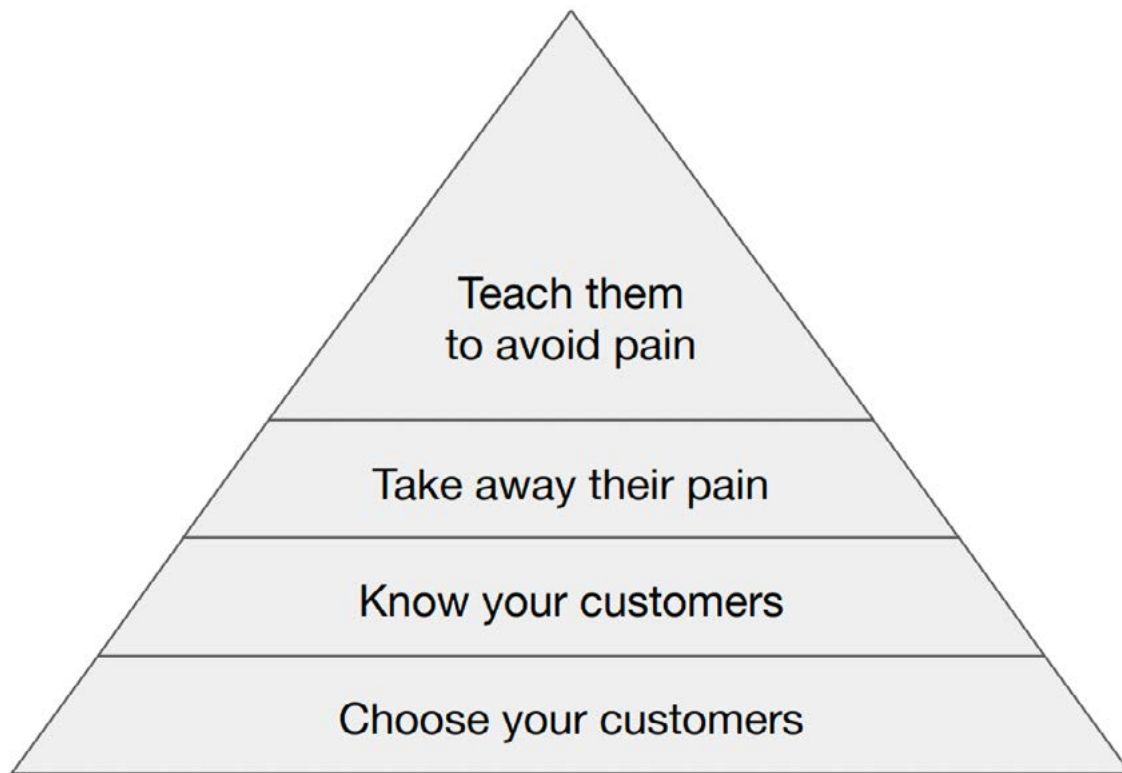 Teach them
to avoid pain
Take away their pain
Know your customers
Choose your customers